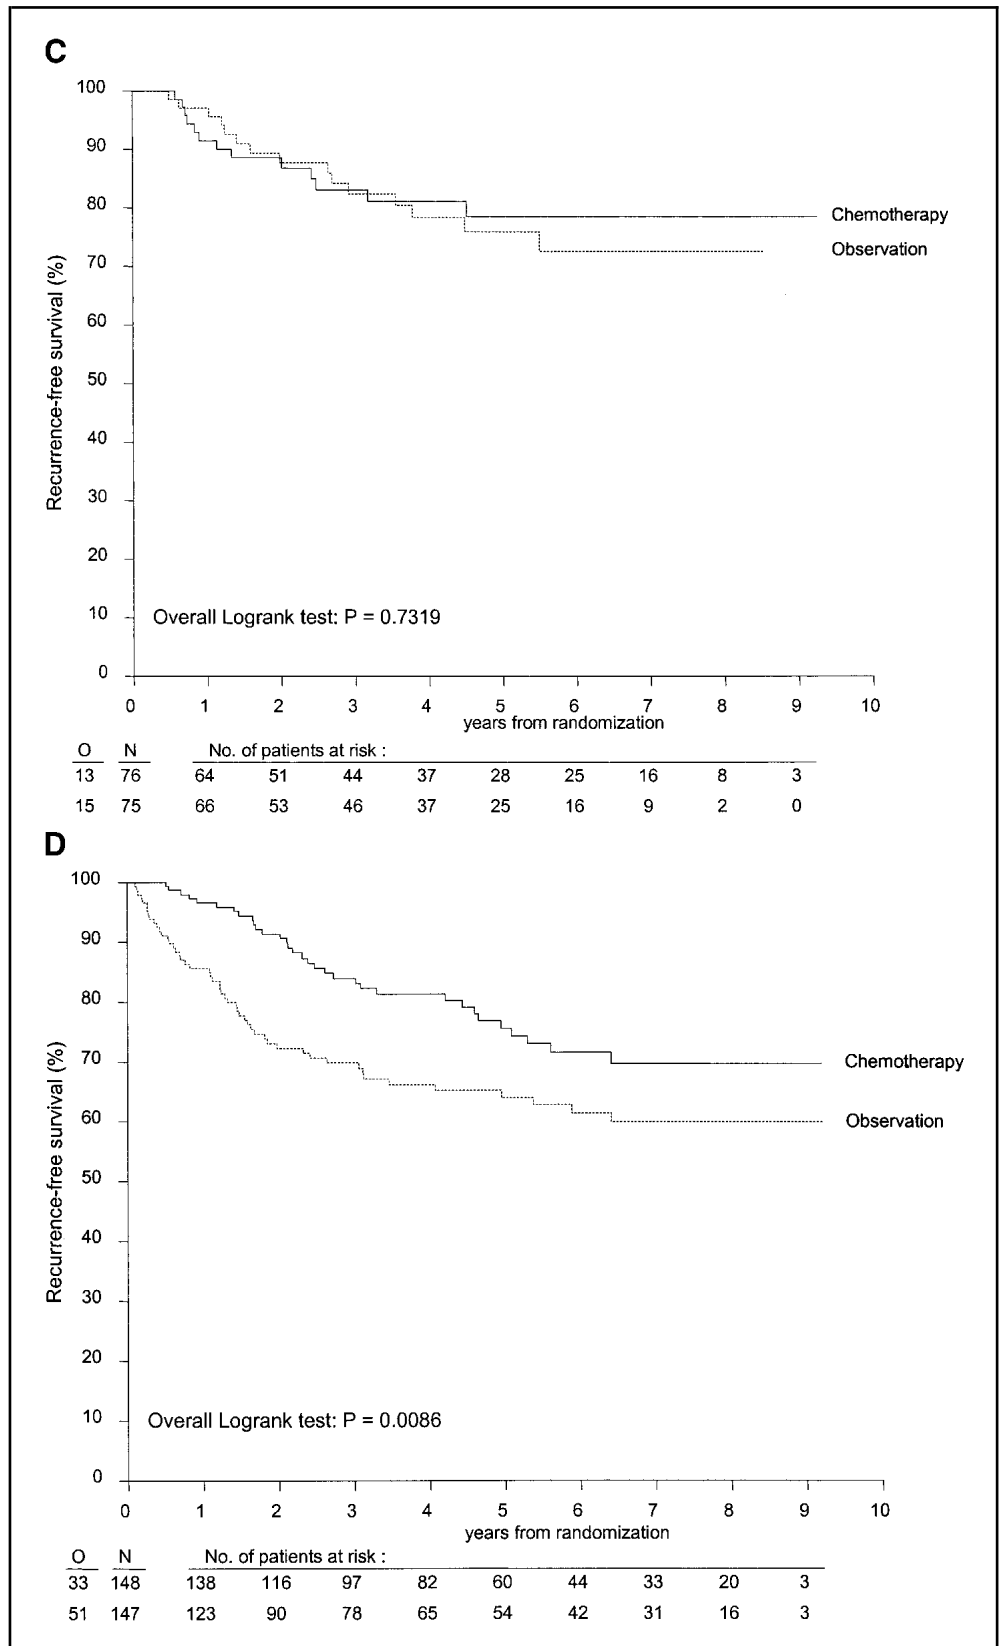 C
100
90
80
70
60
50
40
30
20
10
0
Recurrence-free survival (%)
Chemotherapy
Observation
Overall Logrank test: P = 0.7319
0 1 2 3 4 5 6 7 8 9 10
years from randomization
O N No. of patients at risk :
13 76 64 51 44 37 28 25 16 8 3
15 75 66 53 46 37 25 16 9 2 0
D
100
90
80
70
60
50
40
30
20
10
0
Recurrence-free survival (%)
Chemotherapy
Observation
Overall Logrank test: P = 0.0086
0 1 2 3 4 5 6 7 8 9 10
years from randomization
O N No. of patients at risk :
33 148 138 116 97 82 60 44 33 20 3
51 147 123 90 78 65 54 42 31 16 3